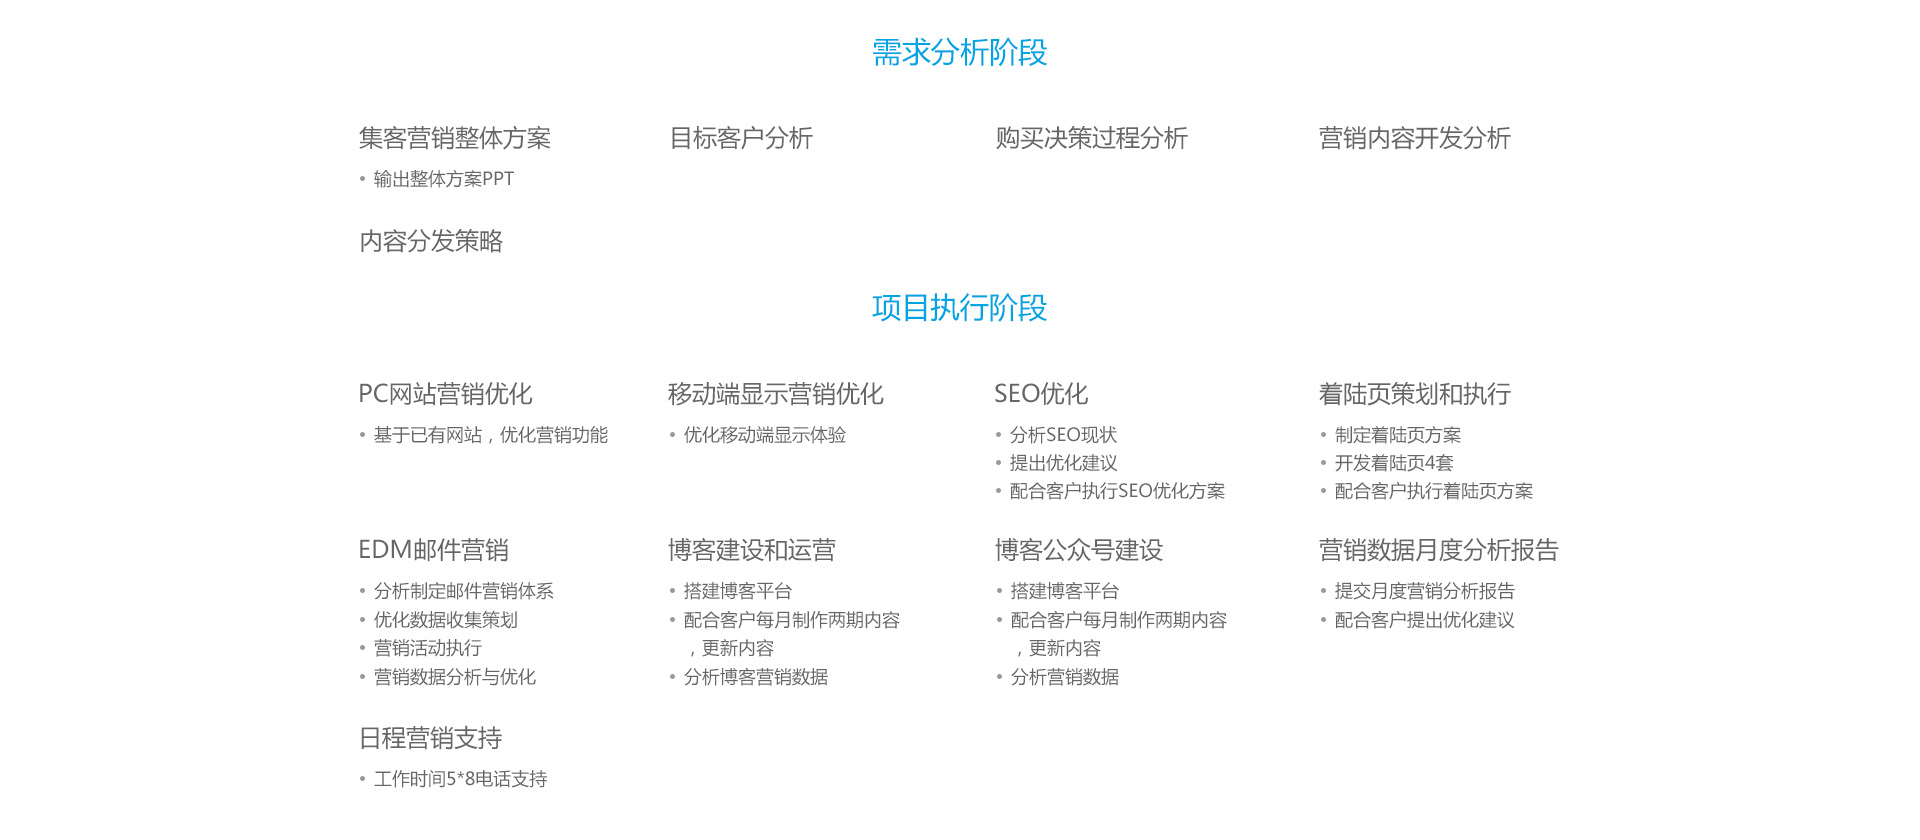 需求分析阶段
集客营销整体方案
• 输出整体方案PPT
目标客户分析
购买决策过程分析
营销内容开发分析
内容分发策略
项目执行阶段
PC网站营销优化
• 基于已有网站，优化营销功能
移动端显示营销优化
• 优化移动端显示体验
SEO优化
• 分析SEO现状
• 提出优化建议
• 配合客户执行SEO优化方案
着陆页策划和执行
• 制定着陆页方案
• 开发着陆页4套
• 配合客户执行着陆页方案
EDM邮件营销
• 分析制定邮件营销体系
• 优化数据收集策划
• 营销活动执行
• 营销数据分析与优化
博客建设和运营
• 搭建博客平台
• 配合客户每月制作两期内容
，更新内容
• 分析博客营销数据
博客公众号建设
• 搭建博客平台
• 配合客户每月制作两期内容
，更新内容
• 分析营销数据
营销数据月度分析报告
• 提交月度营销分析报告
• 配合客户提出优化建议
日程营销支持
• 工作时间5*8电话支持